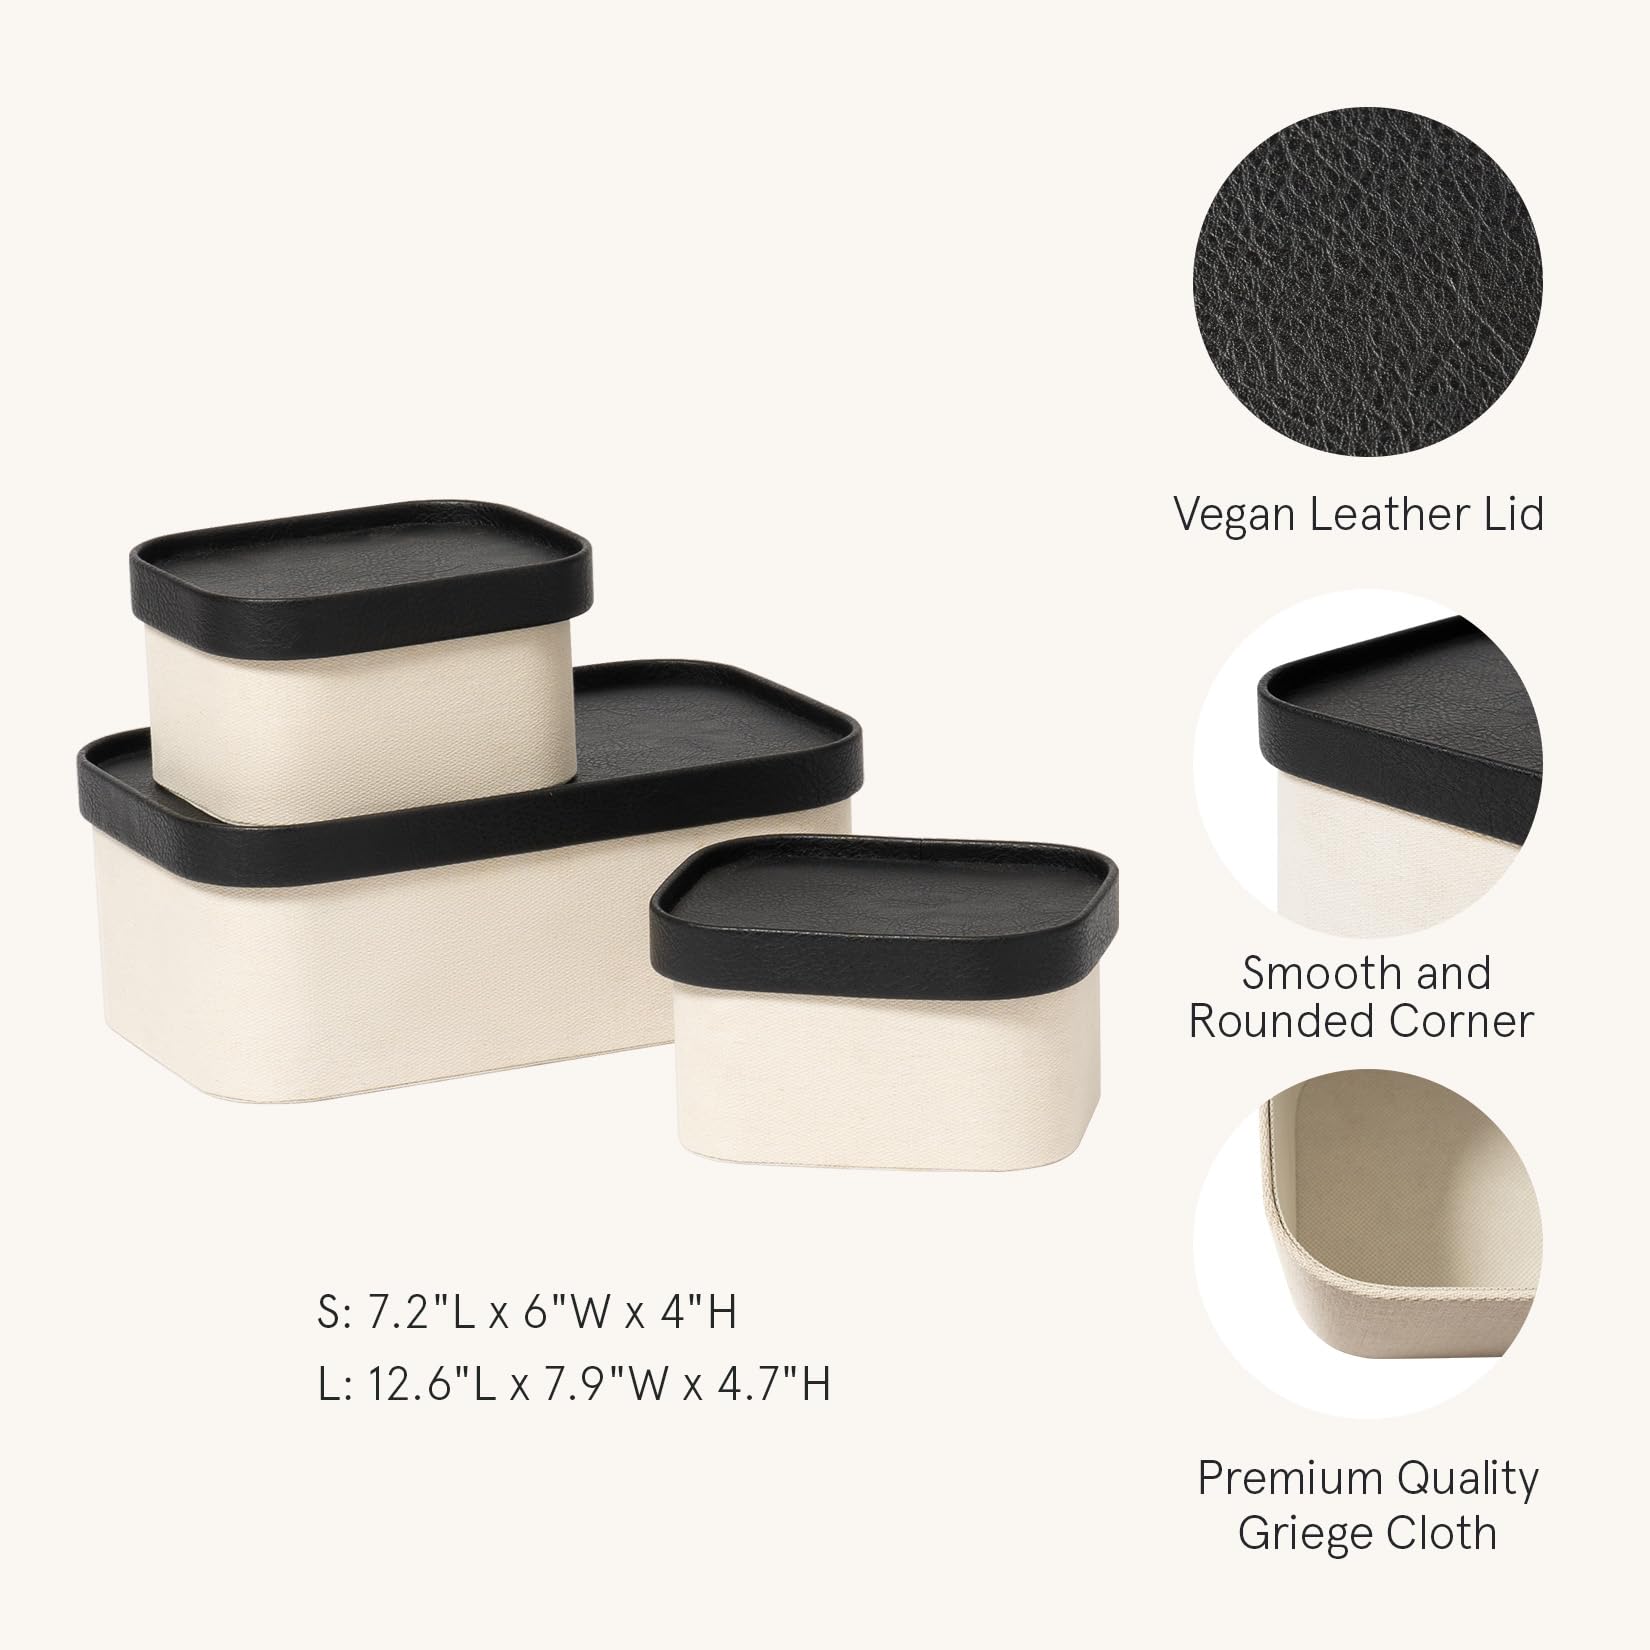 Vegan Leather Lid
Smooth and
Rounded Corner
S: 7.2"L x 6"W x 4"H
L: 12.6"L x 7.9"W x 4.7"H
Premium Quality
Griege Cloth